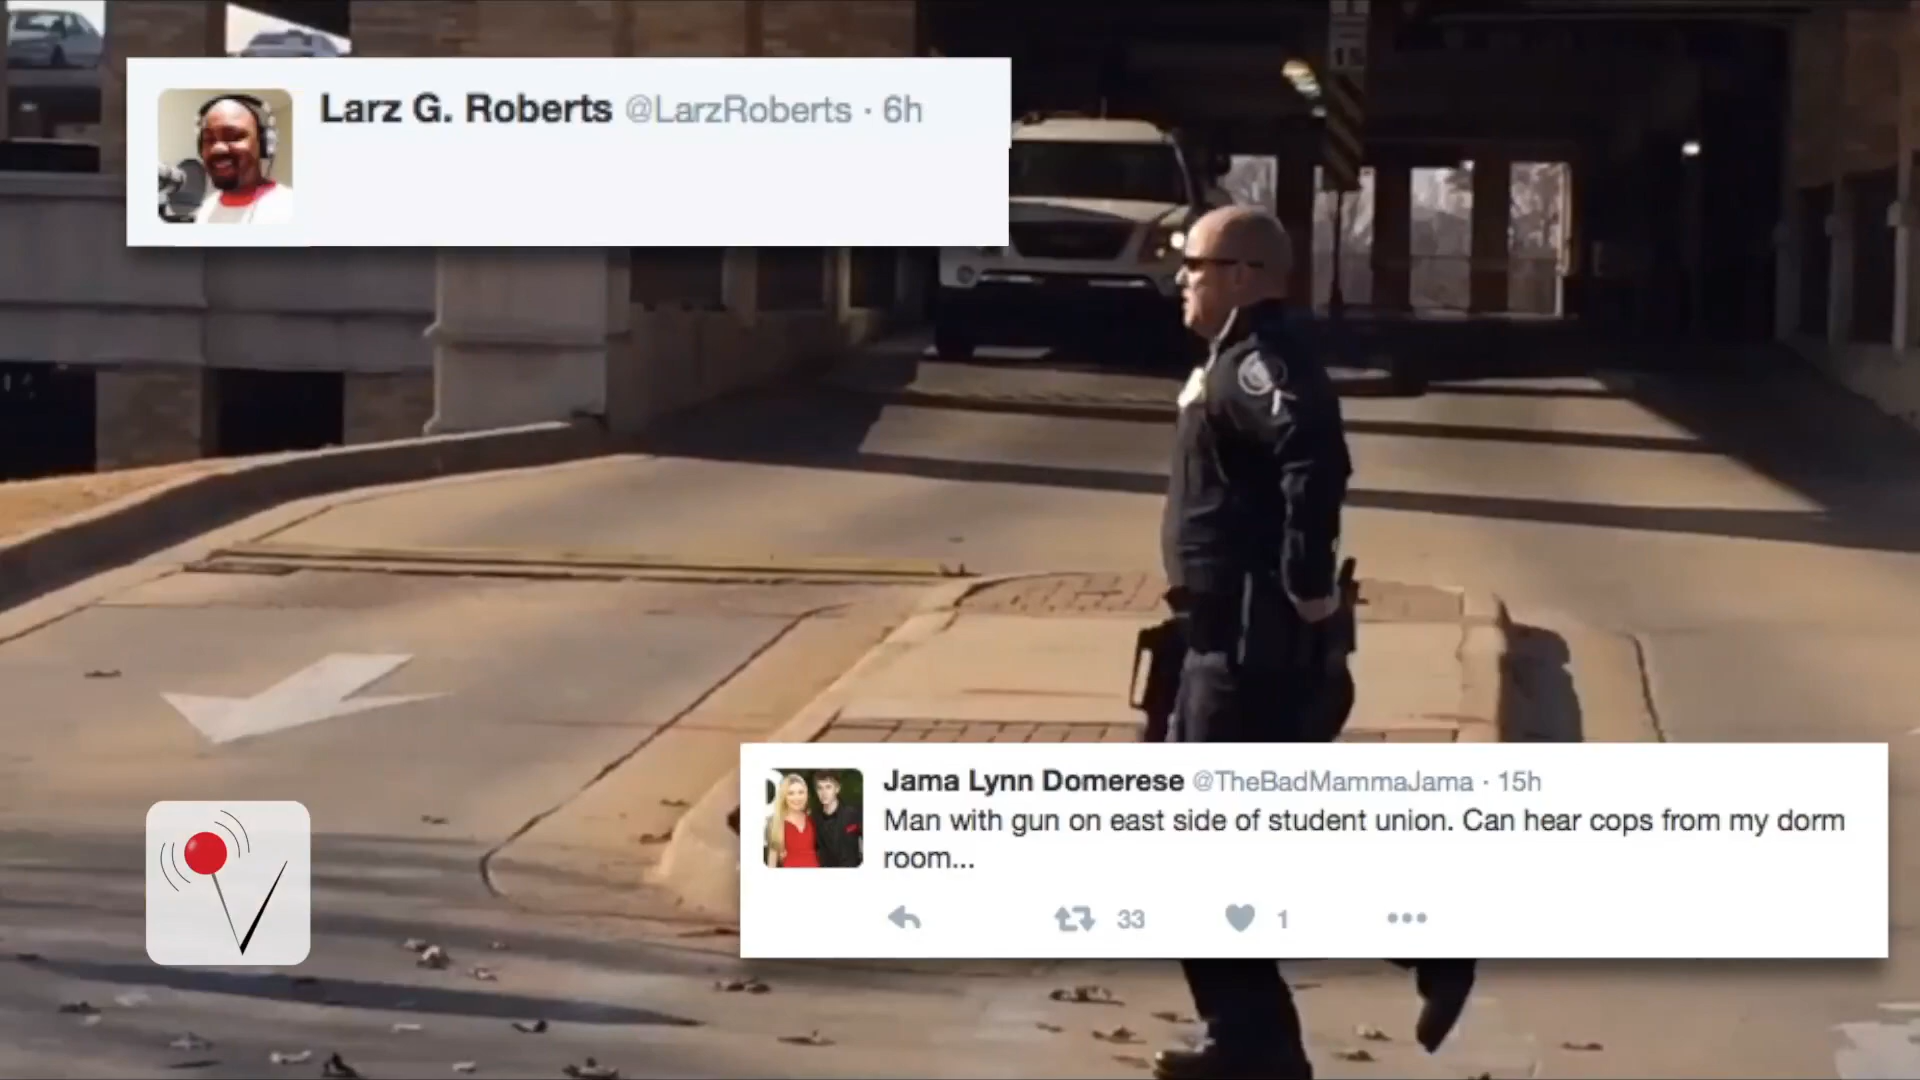 Larz G. Roberts @LarzRoberts · 6h
Jama Lynn Domerese @TheBadMammaJama · 15h
Man with gun on east side of student union. Can hear cops from my dorm
room...
33 1